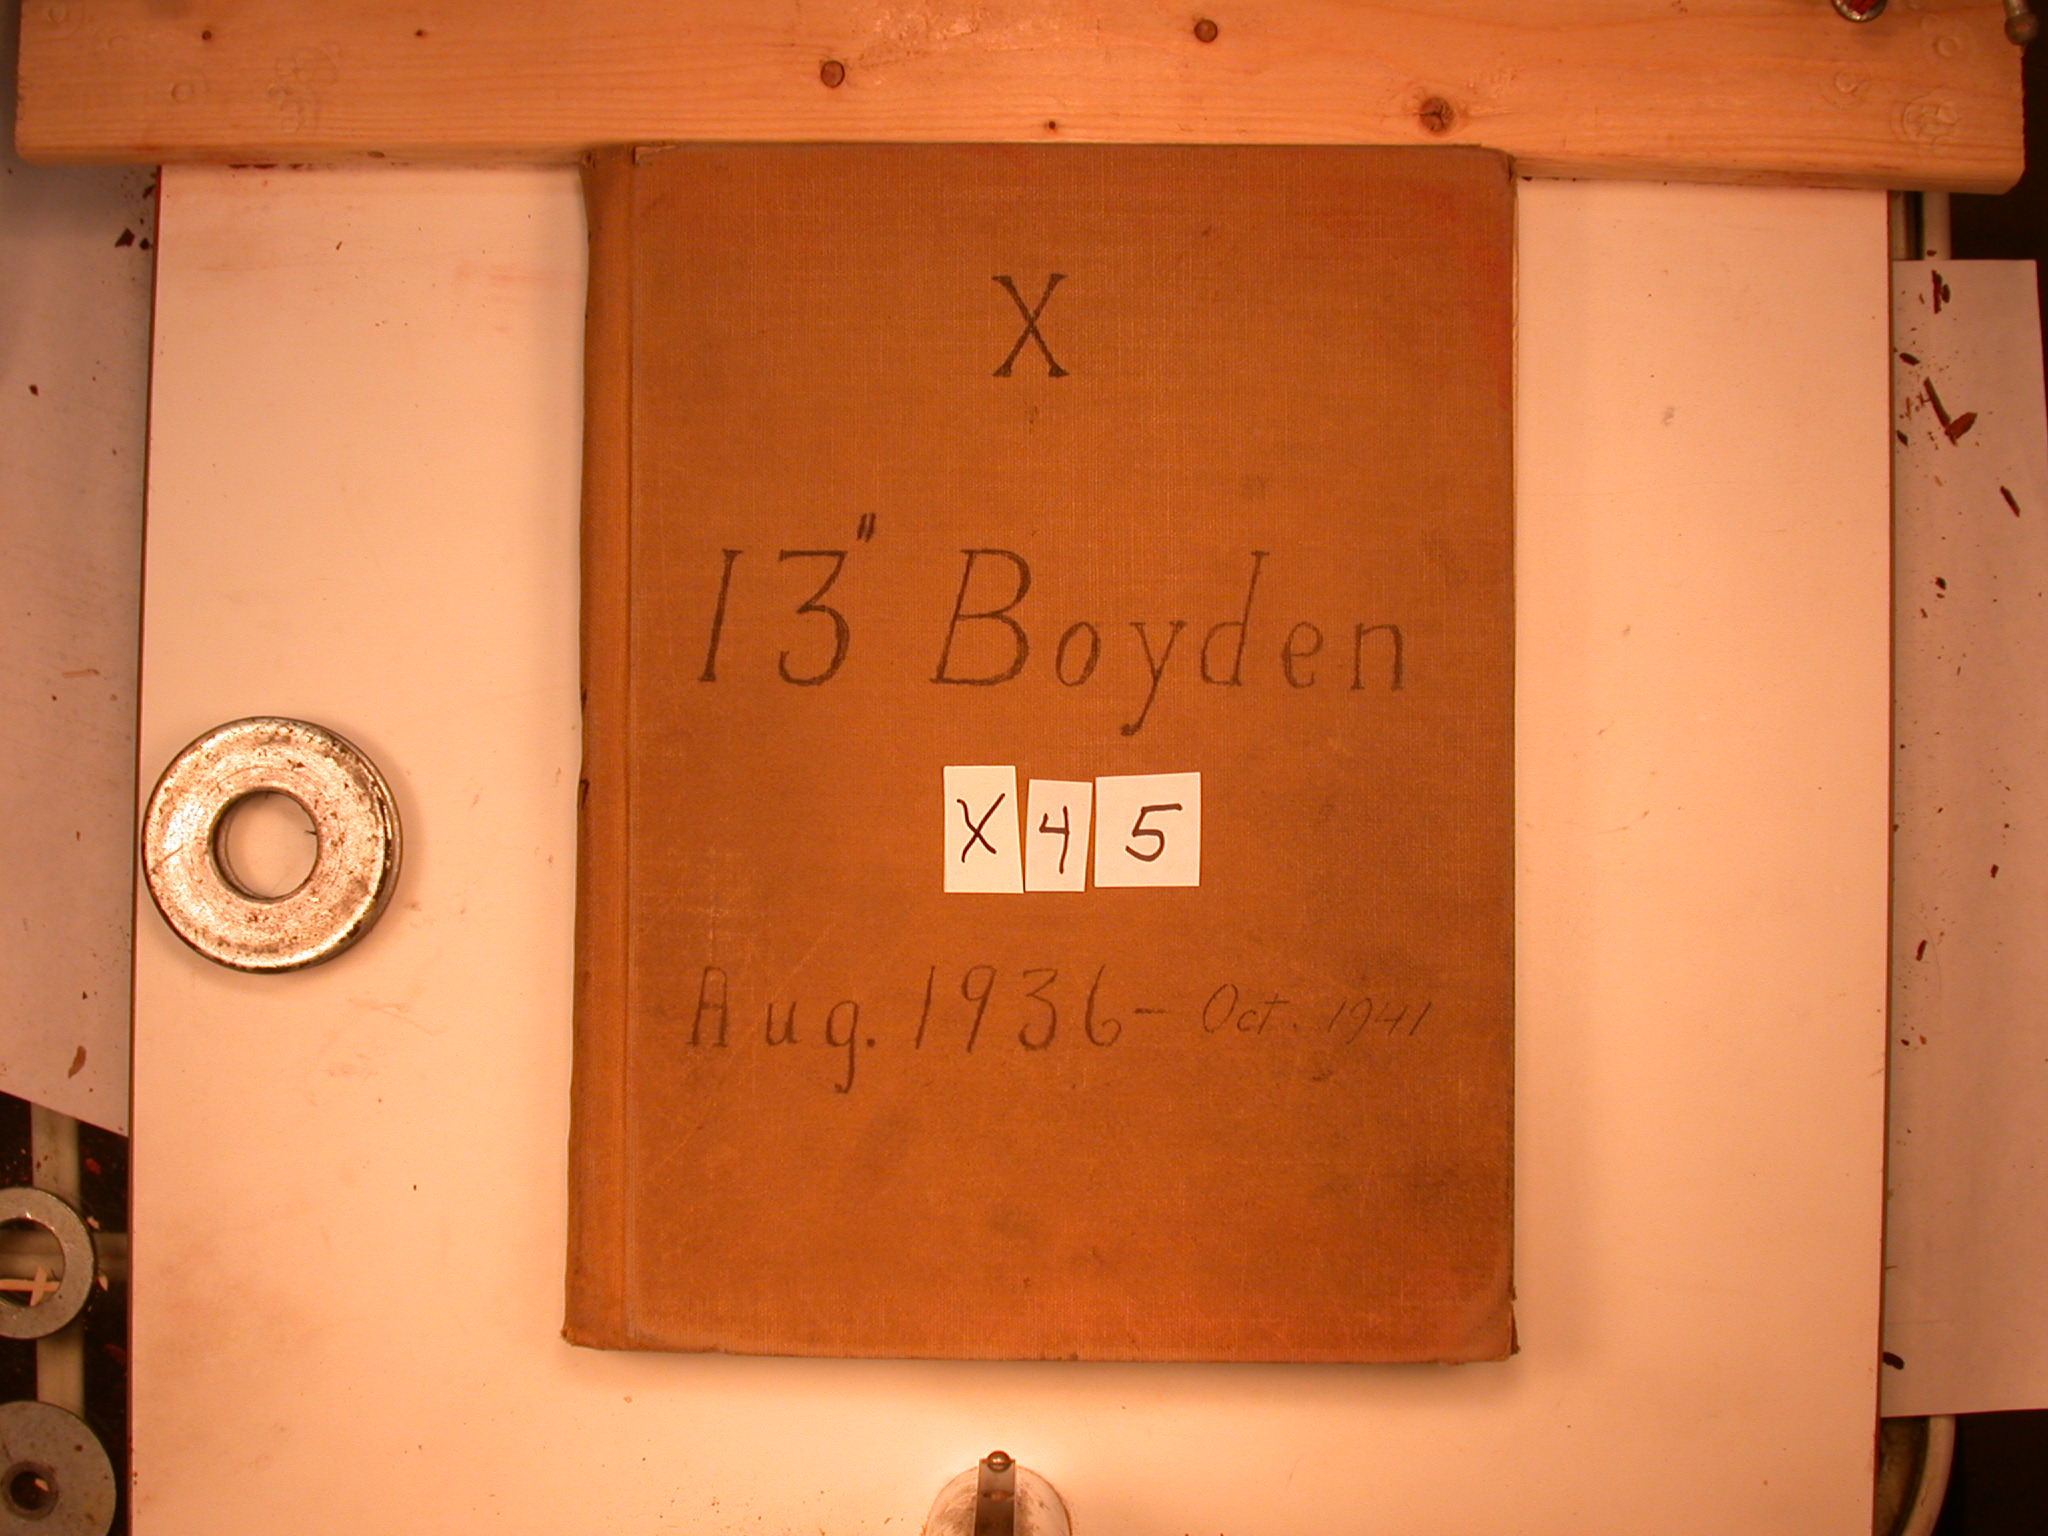 X
13" Boyden
X 4 5
Aug. 1936 - Oct. 1941